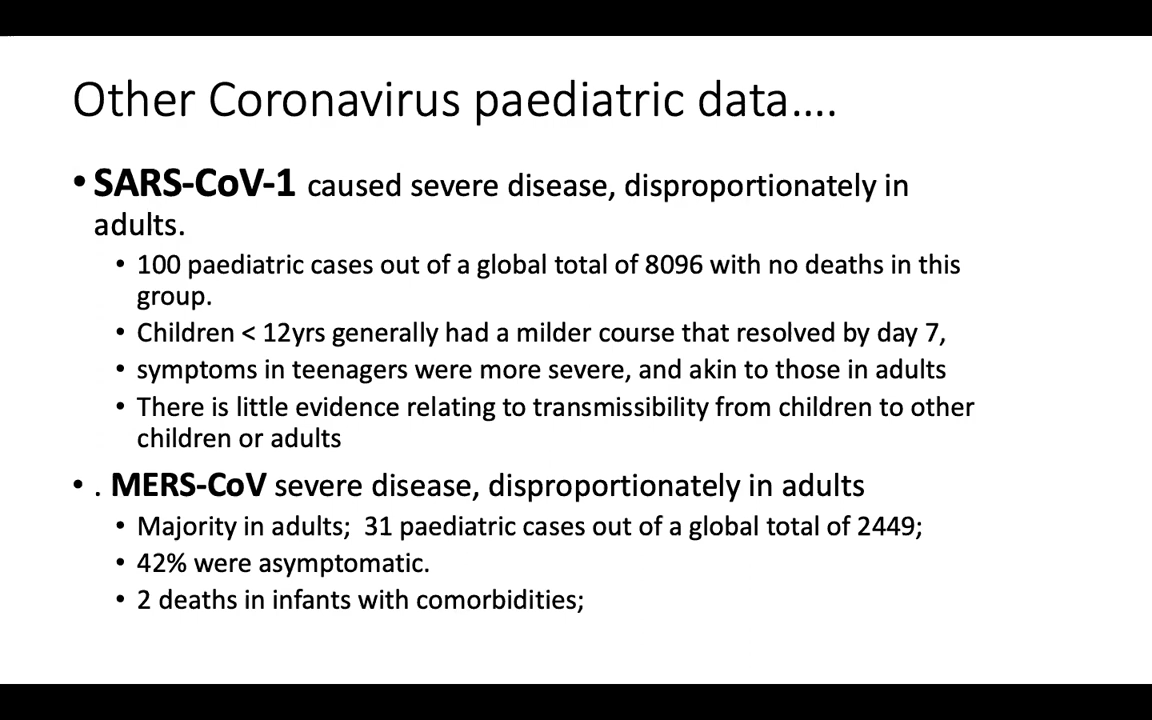 Other Coronavirus paediatric data....
• SARS-CoV-1 caused severe disease, disproportionately in
adults.
• 100 paediatric cases out of a global total of 8096 with no deaths in this
group.
• Children < 12yrs generally had a milder course that resolved by day 7,
• symptoms in teenagers were more severe, and akin to those in adults
• There is little evidence relating to transmissibility from children to other
children or adults
• . MERS-CoV severe disease, disproportionately in adults
• Majority in adults;  31 paediatric cases out of a global total of 2449;
• 42% were asymptomatic.
• 2 deaths in infants with comorbidities;